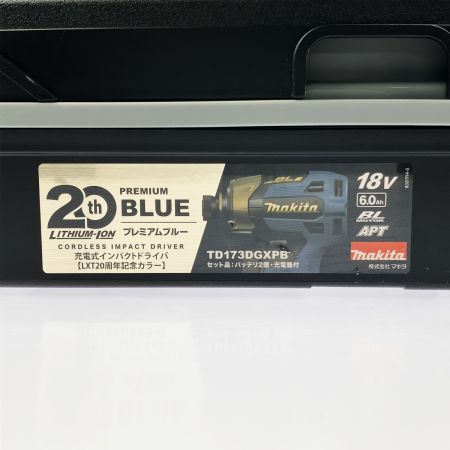 20th
LITHIUM-ION
PREMIUM
BLUE
プレミアムブルー
CORDLESS IMPACT DRIVER
充電式インパクトドライバ
【LXT20周年記念カラー】
BL
makita
TD173DGXPB
セット品：バッテリ2個・充電器付
18V
6.0Ah
BL
MOTOR
APT
makita
株式会社マキタ